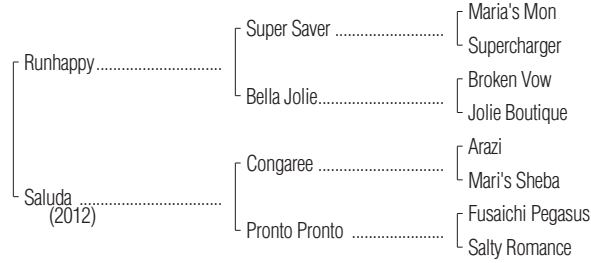 Maria's Mon
Super Saver ..............................
Supercharger
Runhappy...................................
Broken Vow
Bella Jolie...................................
Jolie Boutique
Arazi
Congaree ...................................
Mari's Sheba
Saluda .......................................
(2012)
Fusaichi Pegasus
Pronto Pronto .........................
Salty Romance